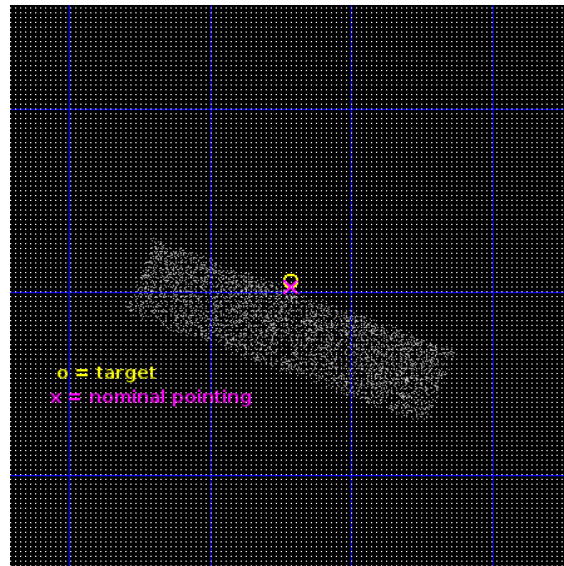 o = target
x = nominal pointing